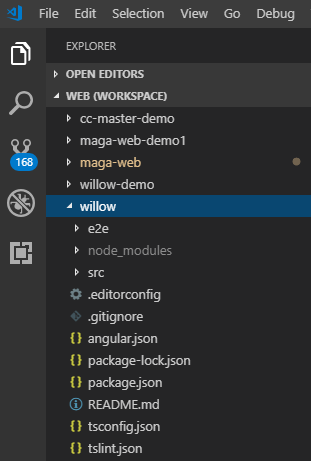 File Edit Selection View Go Debug
EXPLORER
OPEN EDITORS
WEB (WORKSPACE)
cc-master-demo
maga-web-demo1
maga-web
willow-demo
willow
e2e
node_modules
src
.editorconfig
.gitignore
angular.json
package-lock.json
package.json
README.md
tsconfig.json
tslint.json
168